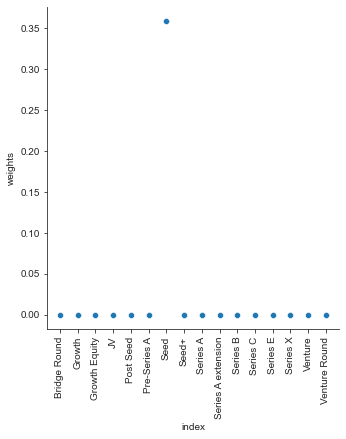 0.35
0.30
0.25
0.20
0.15
0.10
0.05
0.00
weights
Bridge Round
Growth
Growth Equity
JV
Post Seed
Pre-Series A
Seed
Seed+
Series A
Series A extension
Series B
Series C
Series E
Series X
Venture
Venture Round
index